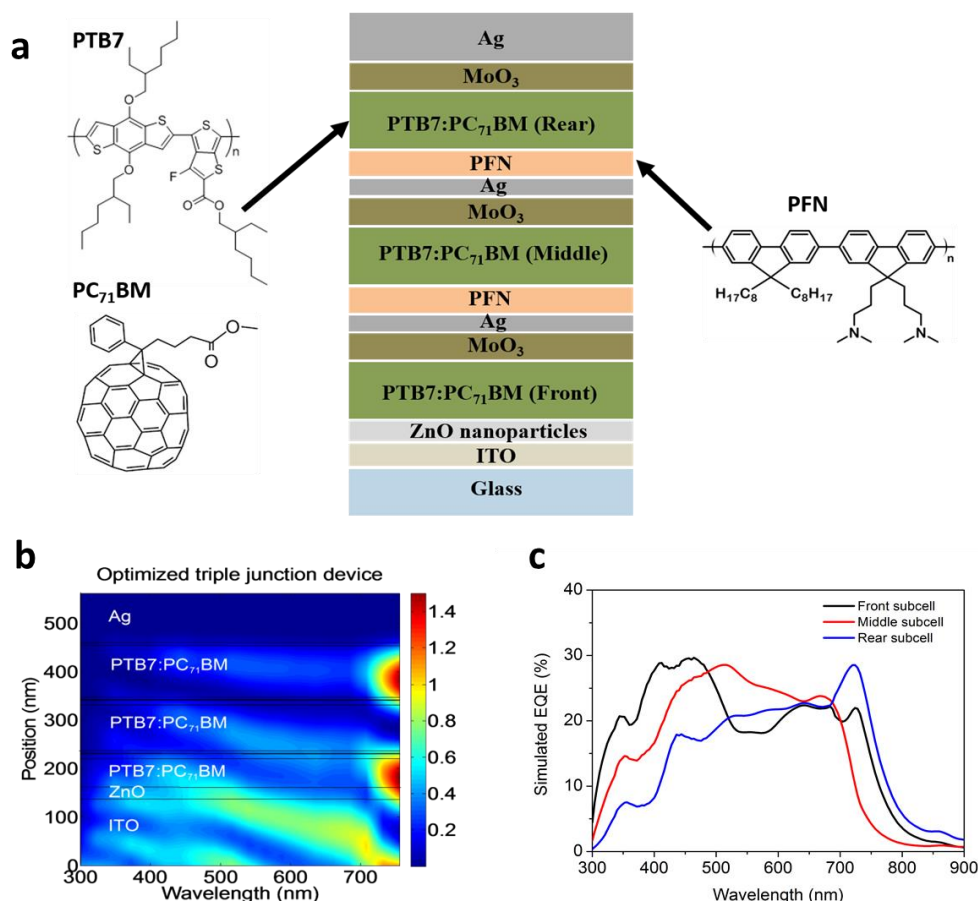 a
PTB7
S
S
O
O
S
S
F
O
O
n
PC71BM
O
O
Ag
MoO3
PTB7:PC71BM (Rear)
PFN
Ag
MoO3
PTB7:PC71BM (Middle)
PFN
Ag
MoO3
PTB7:PC71BM (Front)
ZnO nanoparticles
ITO
Glass
PFN
n
H17C8 C8H17
N N
b
Optimized triple junction device
Position (nm)
500
400
300
200
100
0
Ag
PTB7:PC71BM
PTB7:PC71BM
PTB7:PC71BM
ZnO
ITO
300 400 500 600 700
Wavelength (nm)
1.4
1.2
1
0.8
0.6
0.4
0.2
c
Simulated EQE (%)
40
30
20
10
0
Front subcell
Middle subcell
Rear subcell
300 400 500 600 700 800 900
Wavelength (nm)